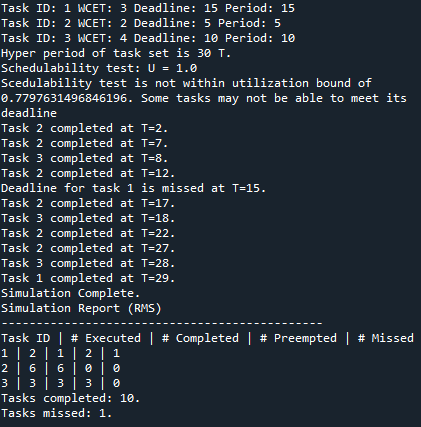 Task ID: 1 WCET: 3 Deadline: 15 Period: 15
Task ID: 2 WCET: 2 Deadline: 5 Period: 5
Task ID: 3 WCET: 4 Deadline: 10 Period: 10
Hyper period of task set is 30 T.
Schedulability test: U = 1.0
Scedulability test is not within utilization bound of
0.7797631496846196. Some tasks may not be able to meet its
deadline
Task 2 completed at T=2.
Task 2 completed at T=7.
Task 3 completed at T=8.
Task 2 completed at T=12.
Deadline for task 1 is missed at T=15.
Task 2 completed at T=17.
Task 3 completed at T=18.
Task 2 completed at T=22.
Task 2 completed at T=27.
Task 3 completed at T=28.
Task 1 completed at T=29.
Simulation Complete.
Simulation Report (RMS)
-----------------------------------------------
Task ID | # Executed | # Completed | # Preempted | # Missed
1 | 2 | 1 | 2 | 1
2 | 6 | 6 | 0 | 0
3 | 3 | 3 | 3 | 0
Tasks completed: 10.
Tasks missed: 1.